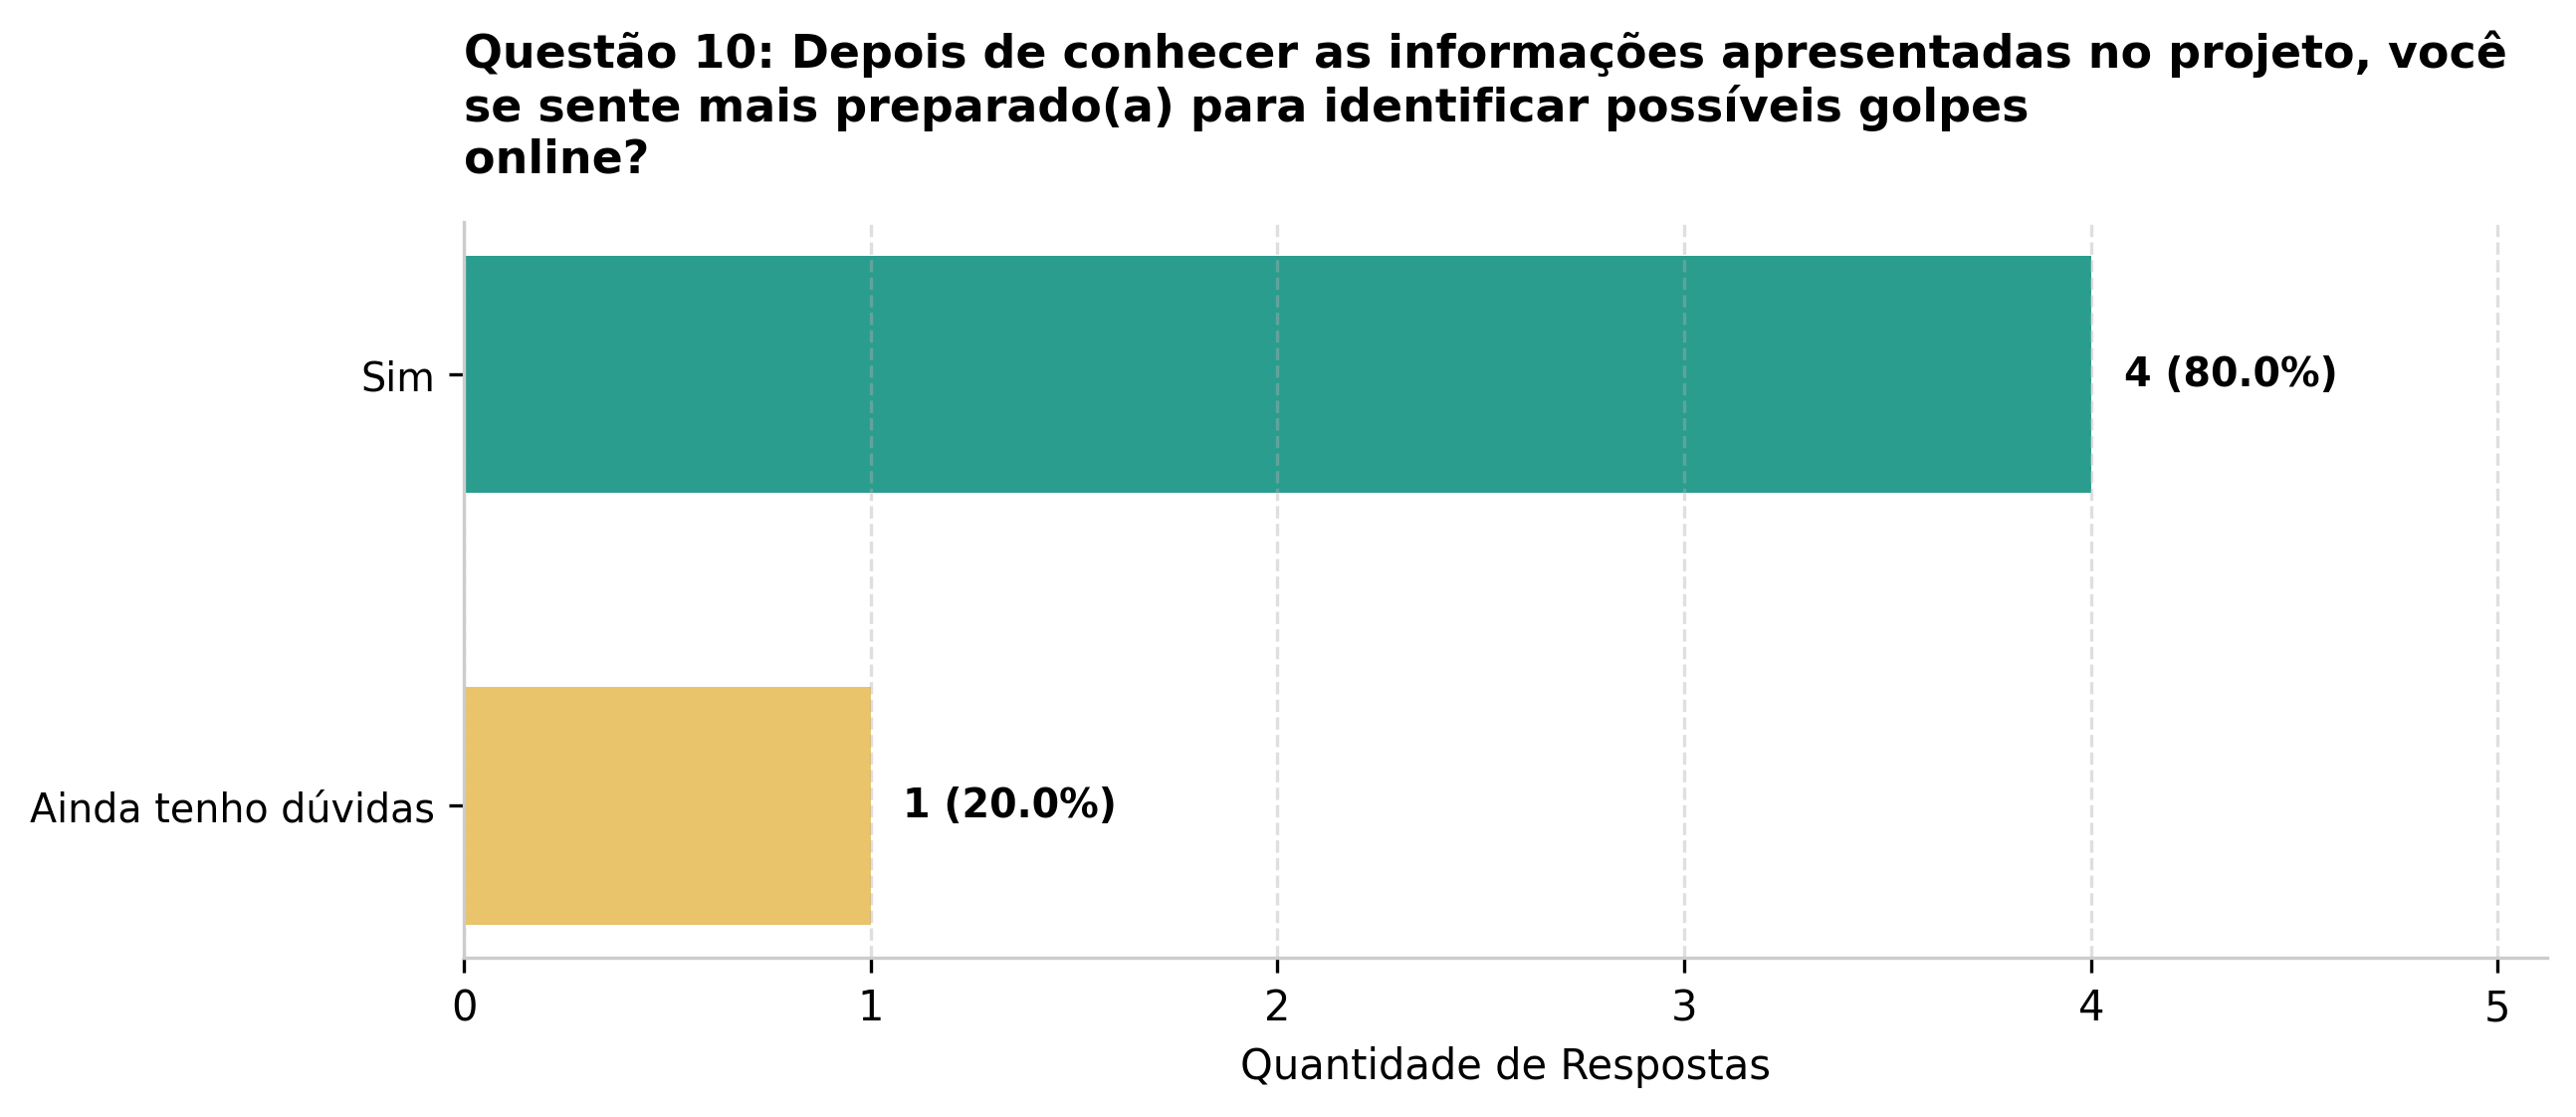 Questão 10: Depois de conhecer as informações apresentadas no projeto, você
se sente mais preparado(a) para identificar possíveis golpes
online?
Sim
4 (80.0%)
Ainda tenho dúvidas
1 (20.0%)
0 1 2 3 4 5
Quantidade de Respostas